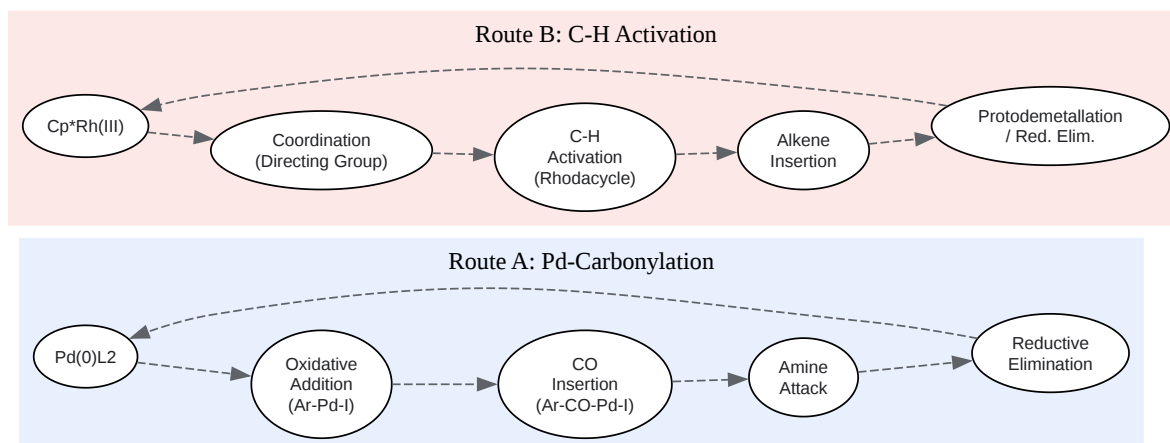 Route B: C-H Activation
Cp*Rh(III)
Coordination
(Directing Group)
C-H
Activation
(Rhodacycle)
Alkene
Insertion
Protodemetallation
/ Red. Elim.
Route A: Pd-Carbonylation
Pd(0)L2
Oxidative
Addition
(Ar-Pd-I)
CO
Insertion
(Ar-CO-Pd-I)
Amine
Attack
Reductive
Elimination